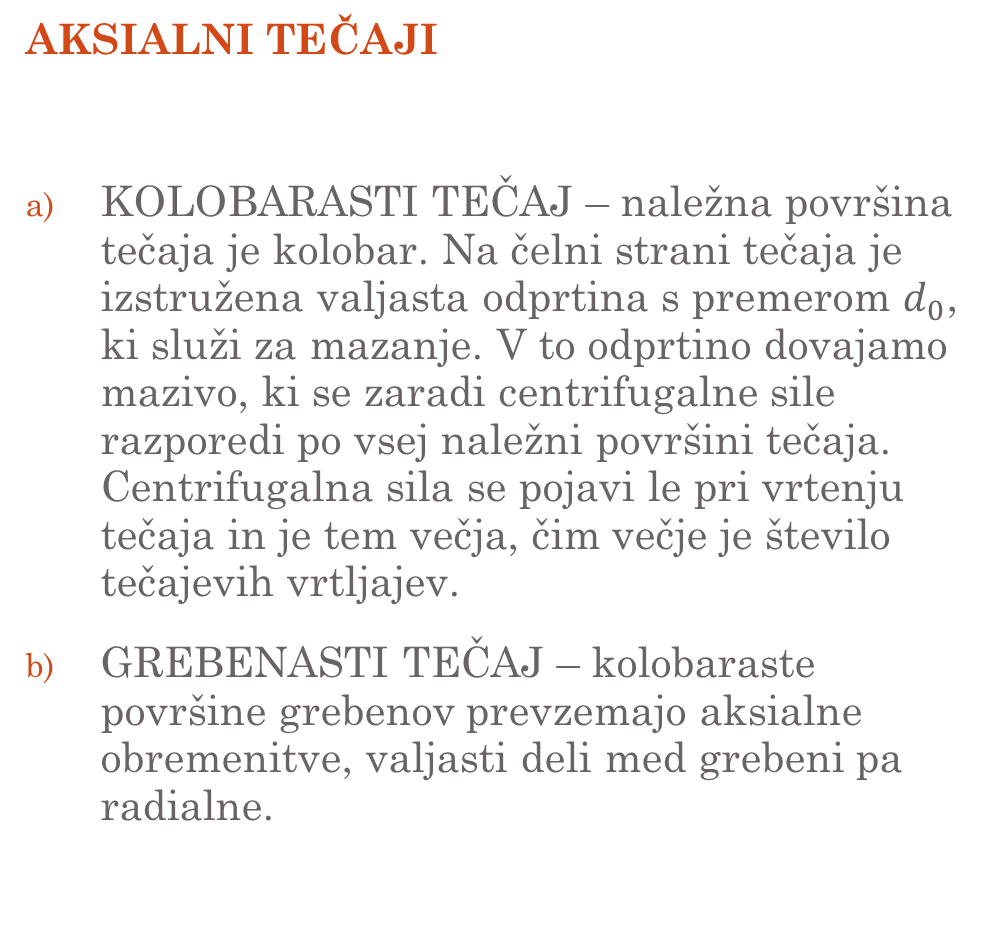 AKSIALNI TEČAJI
a) KOLOBARASTI TEČAJ – naležna površina
tečaja je kolobar. Na čelni strani tečaja je
izstružena valjasta odprtina s premerom d₀,
ki služi za mazanje. V to odprtino dovajamo
mazivo, ki se zaradi centrifugalne sile
razporedi po vsej naležni površini tečaja.
Centrifugalna sila se pojavi le pri vrtenju
tečaja in je tem večja, čim večje je število
tečajevih vrtljajev.
b) GREBENASTI TEČAJ – kolobaraste
površine grebenov prevzemajo aksialne
obremenitve, valjasti deli med grebeni pa
radialne.